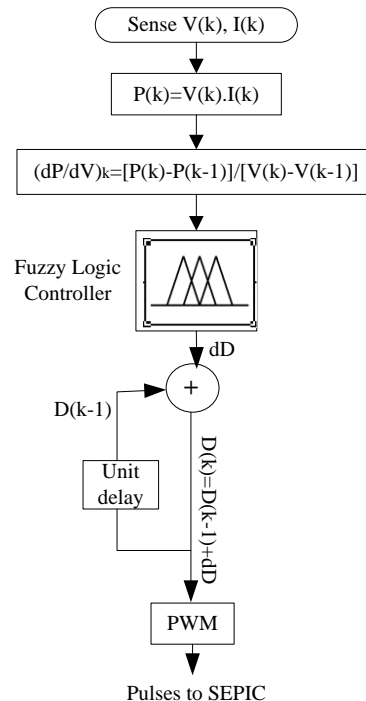 Sense V(k), I(k)
P(k)=V(k).I(k)
(dP/dV)k=[P(k)-P(k-1)]/[V(k)-V(k-1)]
Fuzzy Logic
Controller
dD
+
D(k-1)
Unit
delay
D(k)=D(k-1)+dD
PWM
Pulses to SEPIC